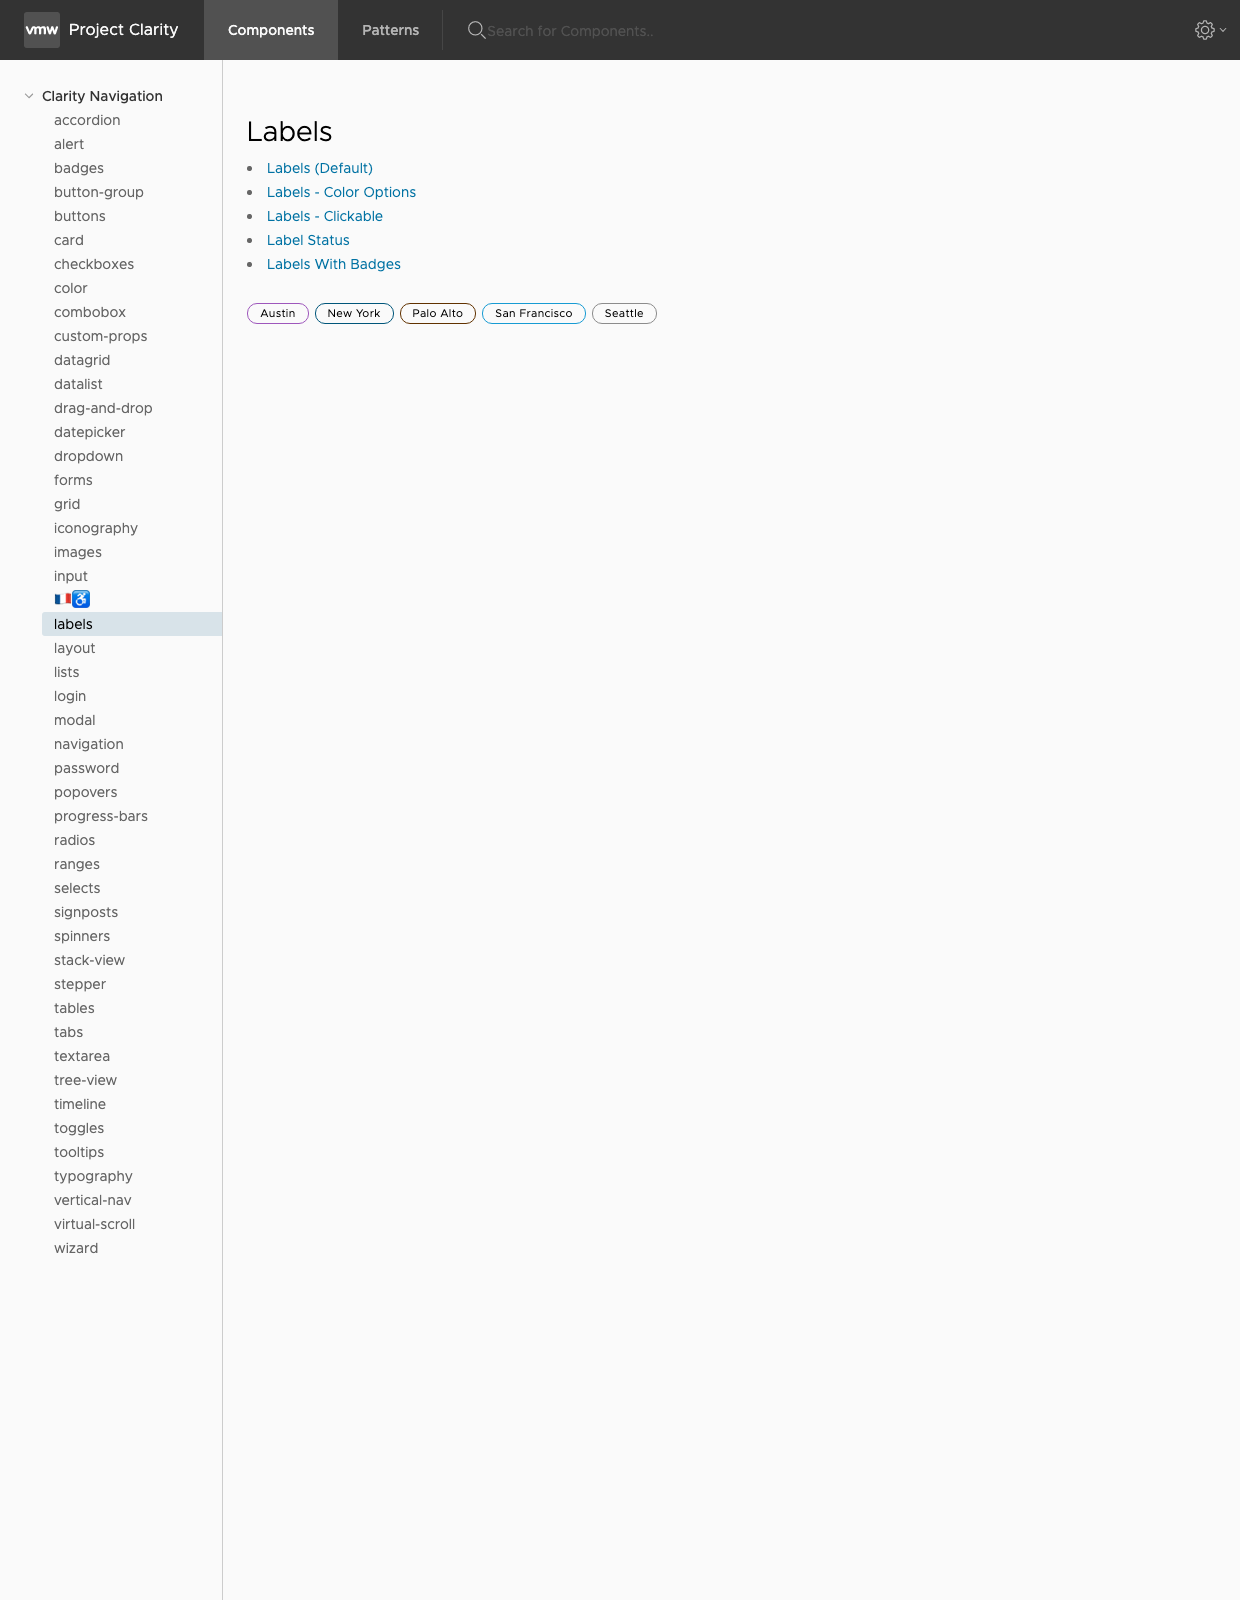 vmw Project Clarity Components Patterns Search for Components..
Clarity Navigation
accordion
alert
badges
button-group
buttons
card
checkboxes
color
combobox
custom-props
datagrid
datalist
drag-and-drop
datepicker
dropdown
forms
grid
iconography
images
input
🇫🇷♿
labels
layout
lists
login
modal
navigation
password
popovers
progress-bars
radios
ranges
selects
signposts
spinners
stack-view
stepper
tables
tabs
textarea
tree-view
timeline
toggles
tooltips
typography
vertical-nav
virtual-scroll
wizard
Labels
Labels (Default)
Labels - Color Options
Labels - Clickable
Label Status
Labels With Badges
Austin New York Palo Alto San Francisco Seattle